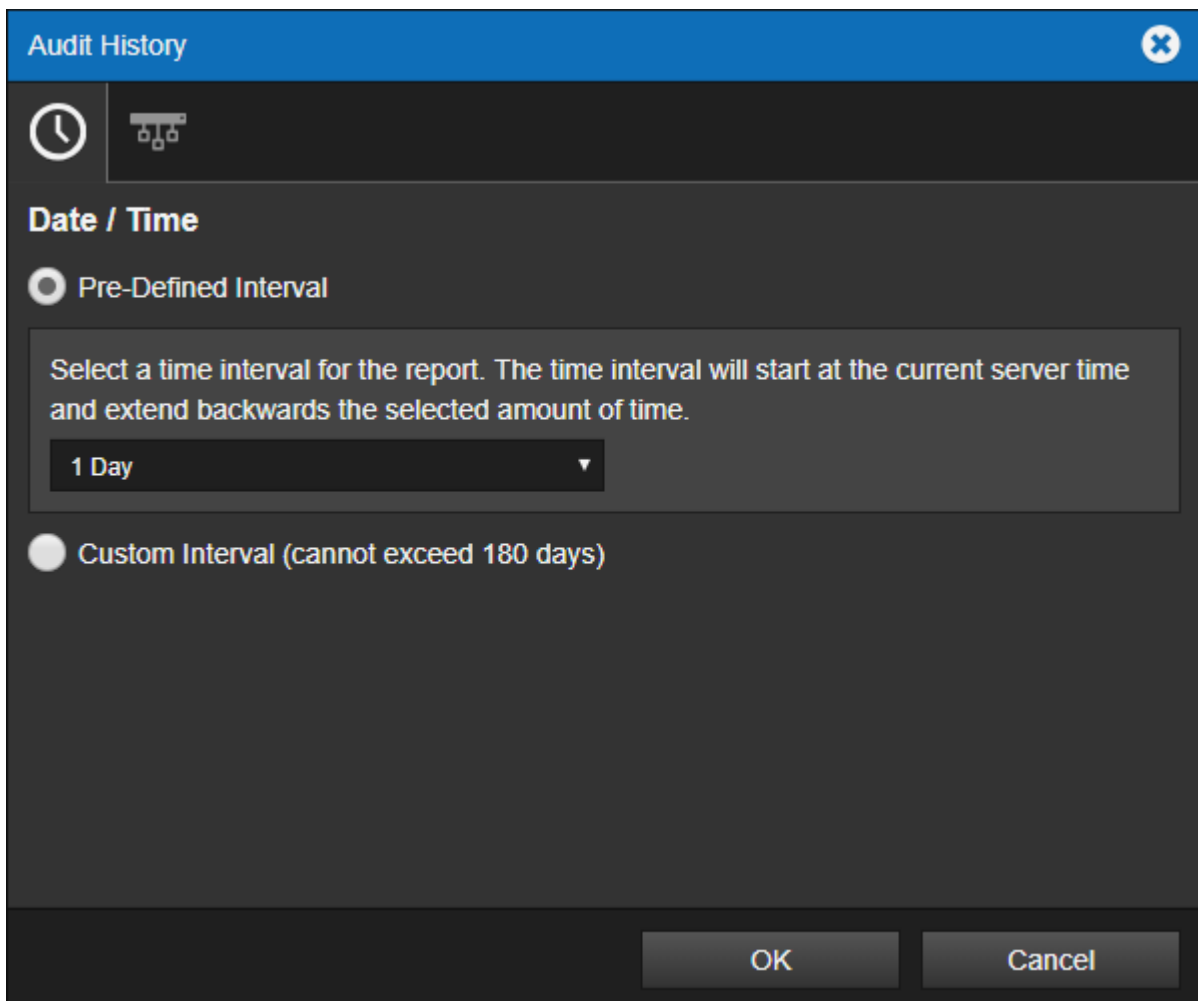 Audit History
Date / Time
Pre-Defined Interval
Select a time interval for the report. The time interval will start at the current server time
and extend backwards the selected amount of time.
1 Day
Custom Interval (cannot exceed 180 days)
OK
Cancel